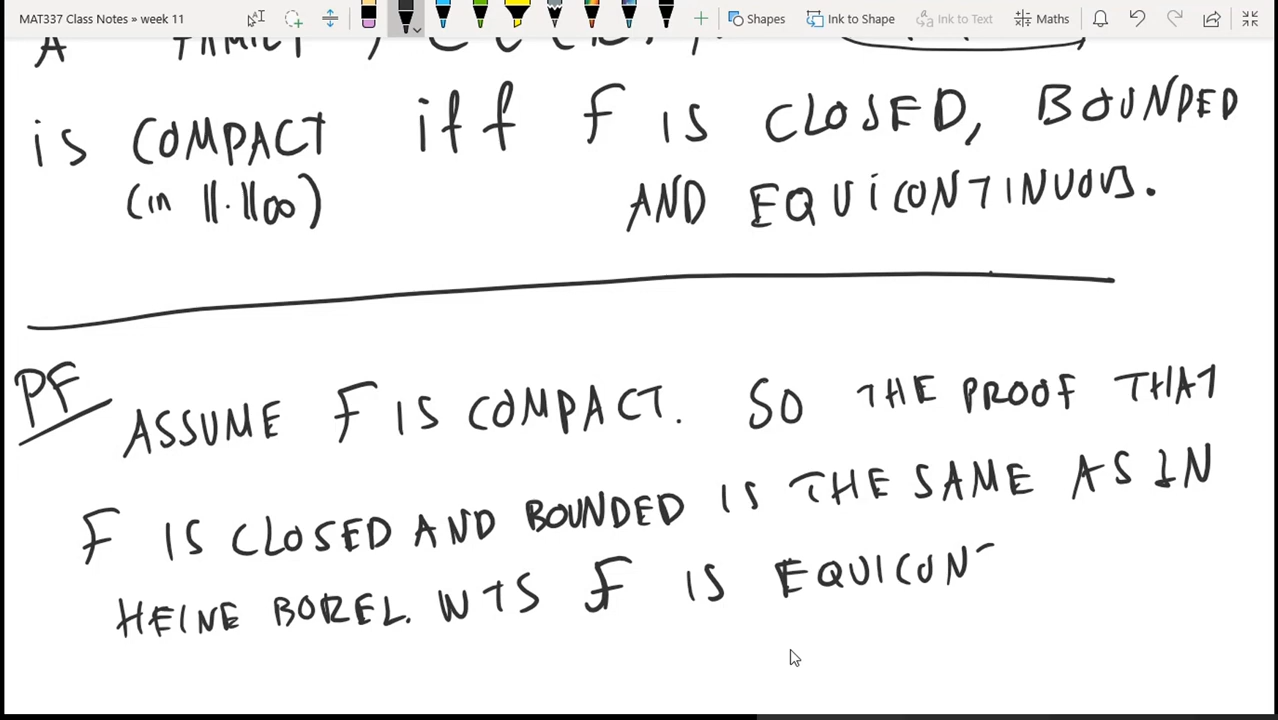 MAT337 Class Notes » week 11
Shapes
Ink to Shape
Ink to Text
Maths
A FAMILY
is COMPACT iff F IS CLOSED, BOUNDED
(in ||·||∞) AND EQUICONTINUOUS.
PF
ASSUME F IS COMPACT. SO THE PROOF THAT
F IS CLOSED AND BOUNDED IS THE SAME AS IN
HEINE BOREL. WTS F IS EQUICONT